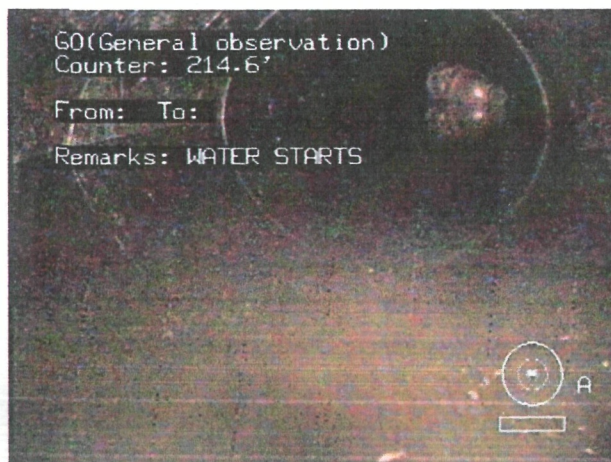 GO(General observation)
Counter: 214.6'
From: To:
Remarks: WATER STARTS
A